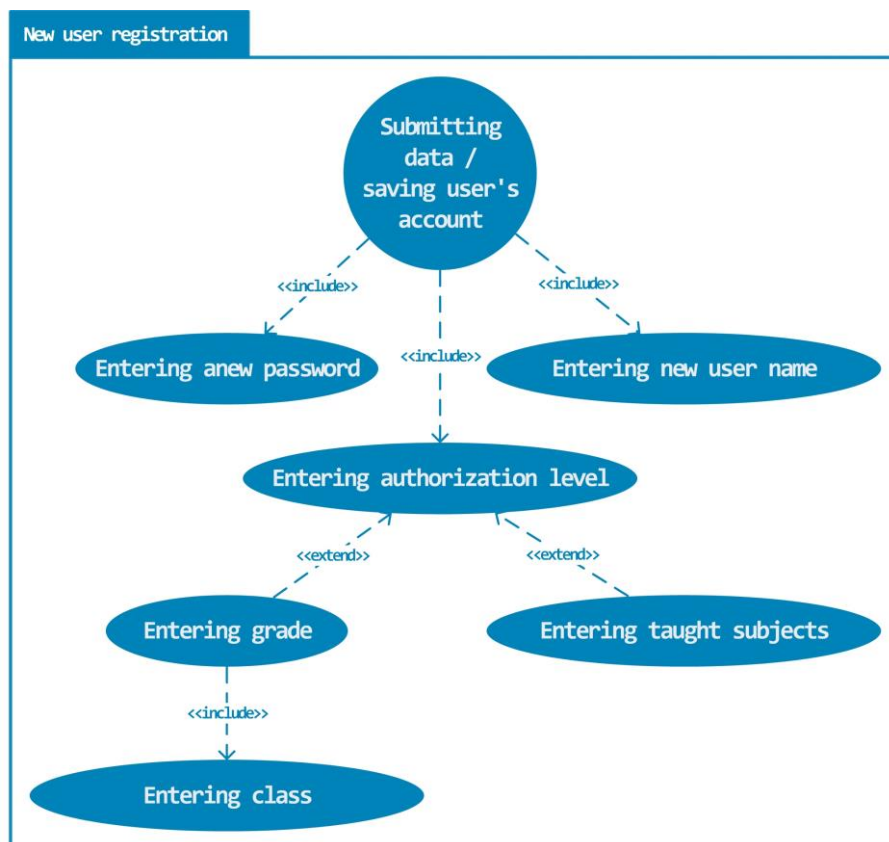 New user registration
Submitting
data /
saving user's
account
<<include>>
<<include>>
<<include>>
Entering anew password
Entering new user name
Entering authorization level
<<extend>>
<<extend>>
Entering grade
Entering taught subjects
<<include>>
Entering class